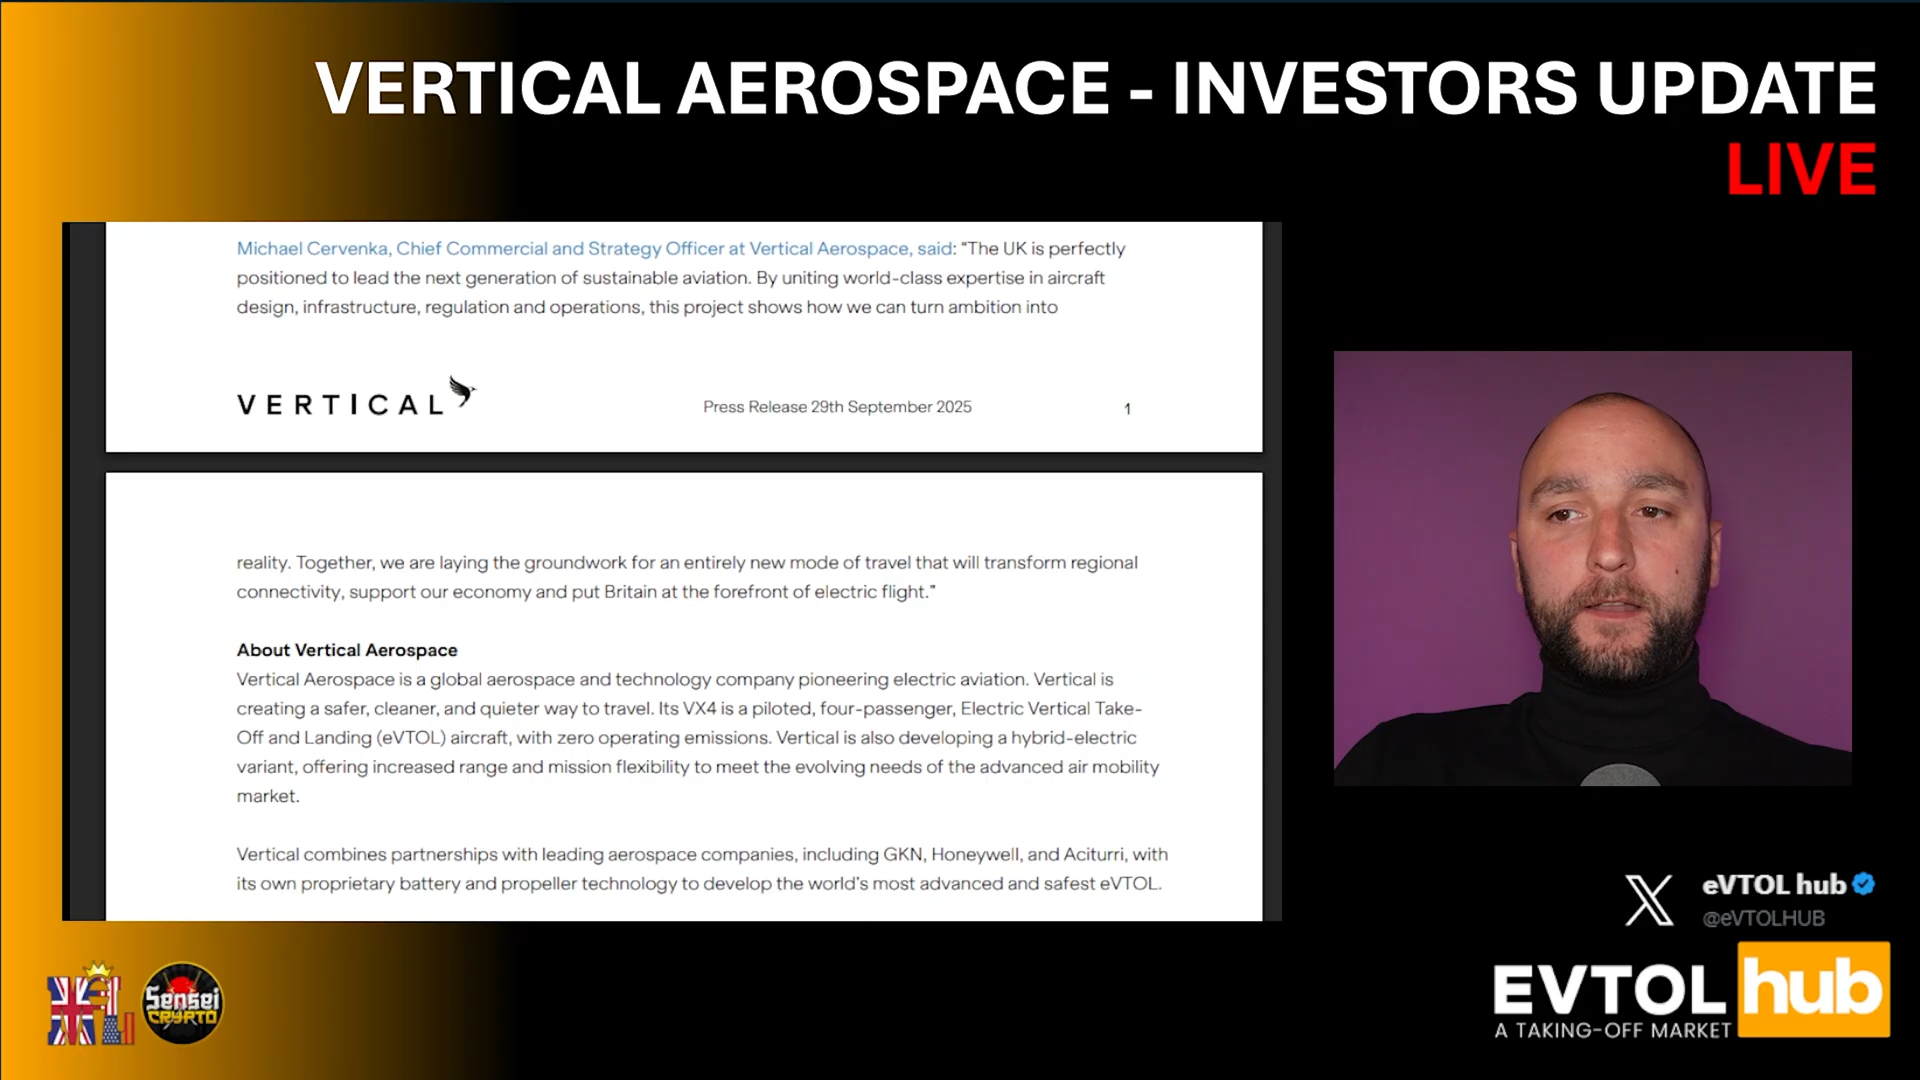 VERTICAL AEROSPACE - INVESTORS UPDATE
LIVE
Michael Cervenka, Chief Commercial and Strategy Officer at Vertical Aerospace, said: “The UK is perfectly
positioned to lead the next generation of sustainable aviation. By uniting world-class expertise in aircraft
design, infrastructure, regulation and operations, this project shows how we can turn ambition into
VERTICAL
Press Release 29th September 2025
1
reality. Together, we are laying the groundwork for an entirely new mode of travel that will transform regional
connectivity, support our economy and put Britain at the forefront of electric flight.”
About Vertical Aerospace
Vertical Aerospace is a global aerospace and technology company pioneering electric aviation. Vertical is
creating a safer, cleaner, and quieter way to travel. Its VX4 is a piloted, four-passenger, Electric Vertical Take-
Off and Landing (eVTOL) aircraft, with zero operating emissions. Vertical is also developing a hybrid-electric
variant, offering increased range and mission flexibility to meet the evolving needs of the advanced air mobility
market.
Vertical combines partnerships with leading aerospace companies, including GKN, Honeywell, and Aciturri, with
its own proprietary battery and propeller technology to develop the world’s most advanced and safest eVTOL.
eVTOL hub
@eVTOLHUB
EVTOL hub
A TAKING-OFF MARKET
Sensei
CRYPTO